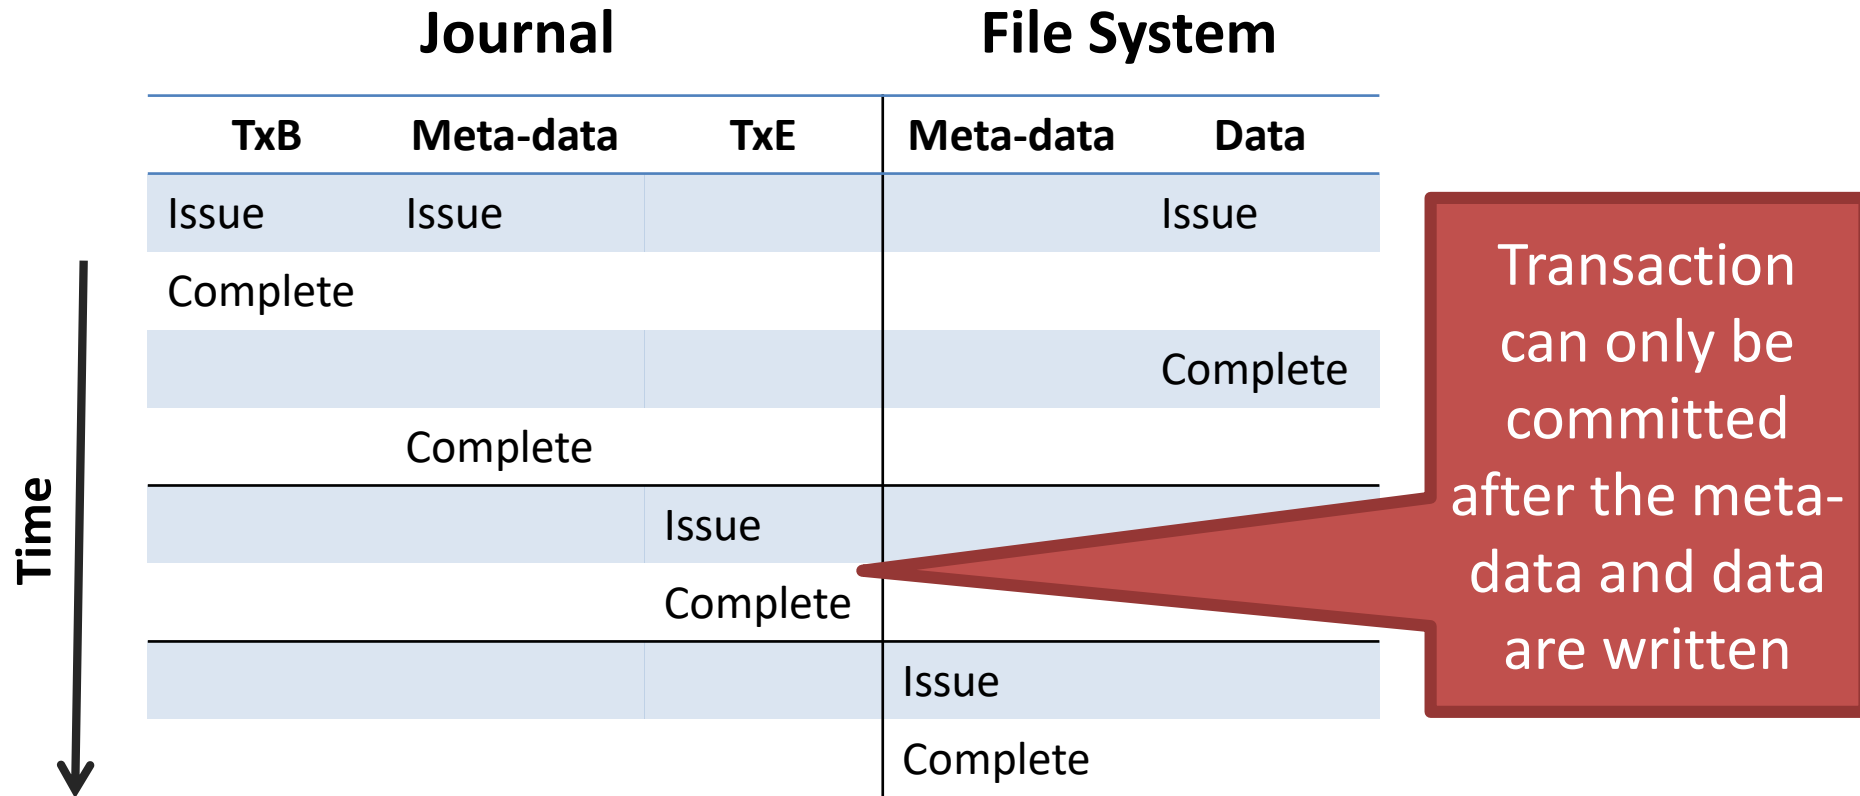 Journal File System
TxB Meta-data TxE Meta-data Data
Issue Issue Issue
Complete
Complete
Complete
Issue
Complete
Issue
Complete
Time
Transaction
can only be
committed
after the meta-
data and data
are written